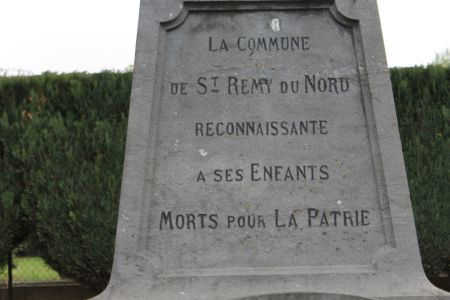 La Commune
de St. Remy du Nord
reconnaissante
a ses Enfants
Morts pour La Patrie